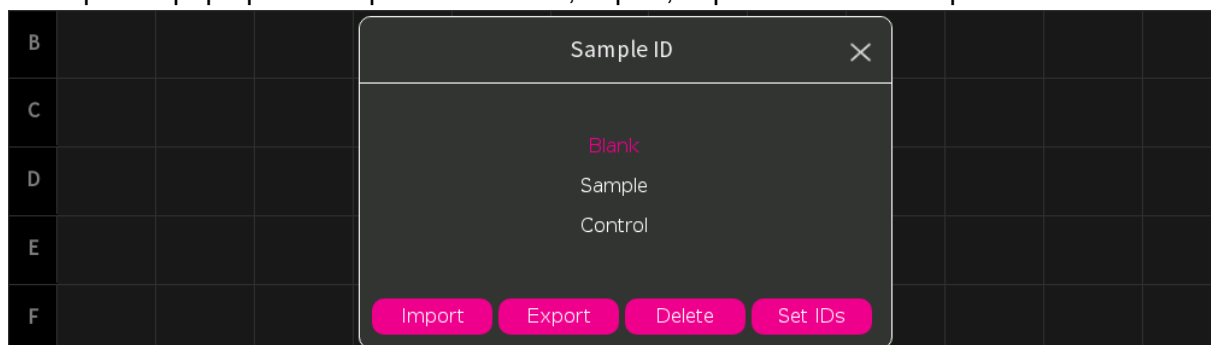 B
Sample ID
C
Blank
D
Sample
Control
E
F
Import Export Delete Set IDs